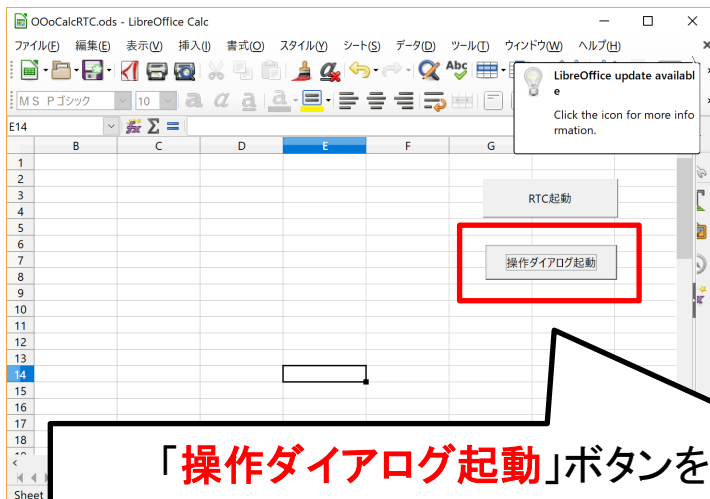 OOoCalcRTC.ods - LibreOffice Calc
ファイル(F) 編集(E) 表示(V) 挿入(I) 書式(O) スタイル(Y) シート(S) データ(D) ツール(T) ウィンドウ(W) ヘルプ(H)
Abc
LibreOffice update availabl
e
Click the icon for more info
rmation.
ＭＳ Ｐゴシック 10 a a a a
E14 fx Σ =
B C D E F G
1
2
3
RTC起動
4
5
6
7
操作ダイアログ起動
8
9
10
11
12
13
14
15
16
17
18
「操作ダイアログ起動」ボタンを
Sheet